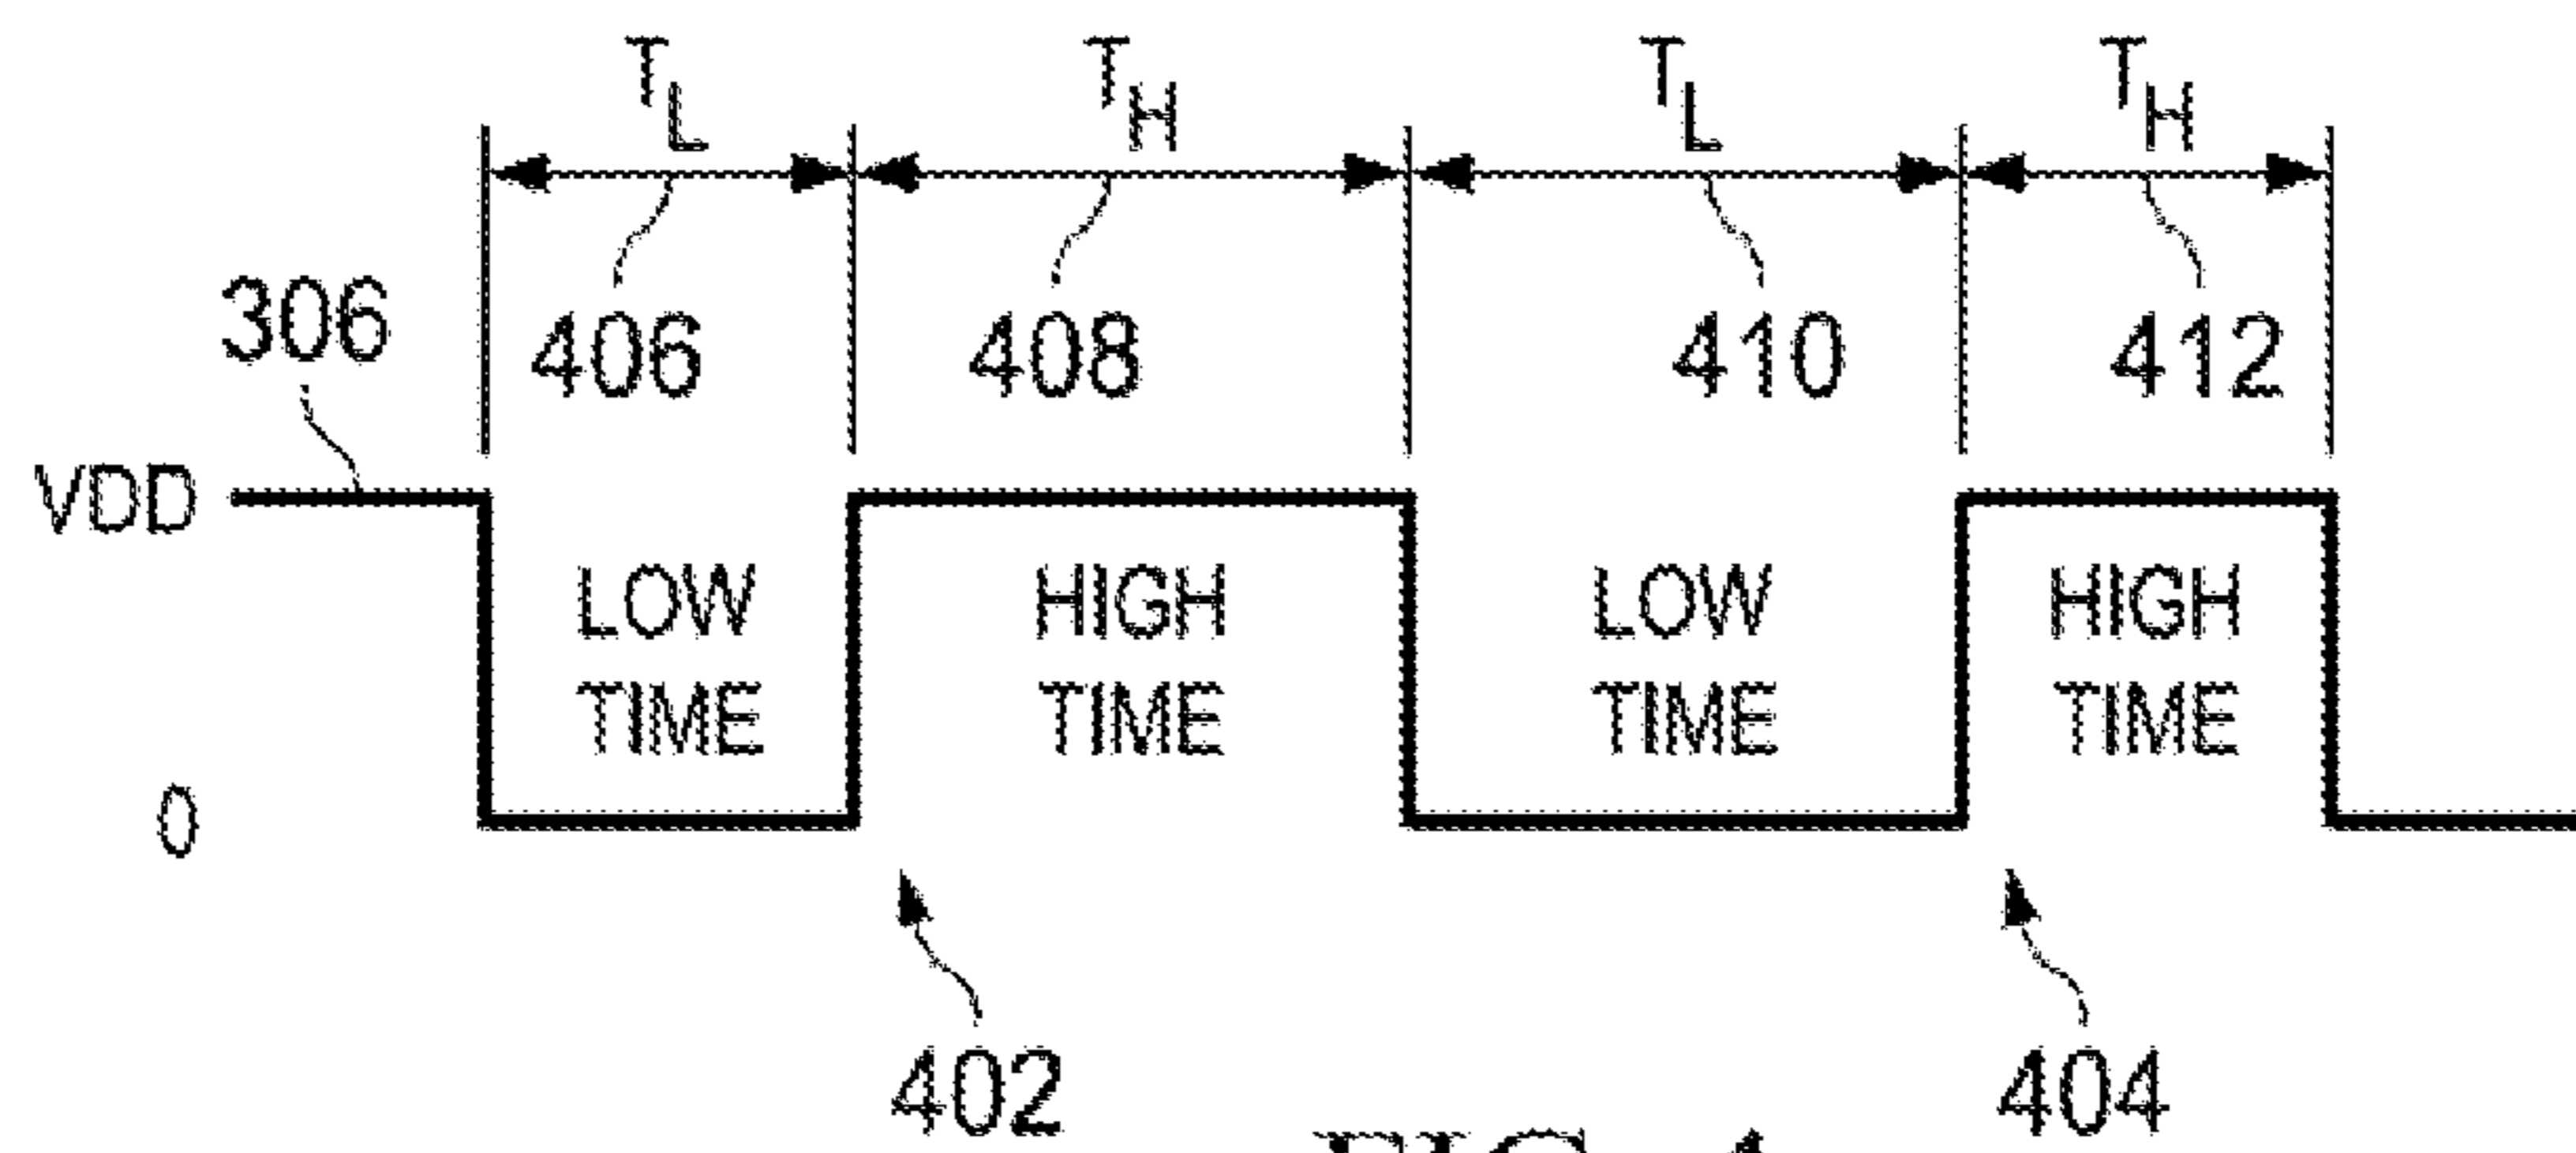 T_L T_H T_L T_H
306 406 408 410 412
VDD
LOW TIME HIGH TIME LOW TIME HIGH TIME
0
402 404